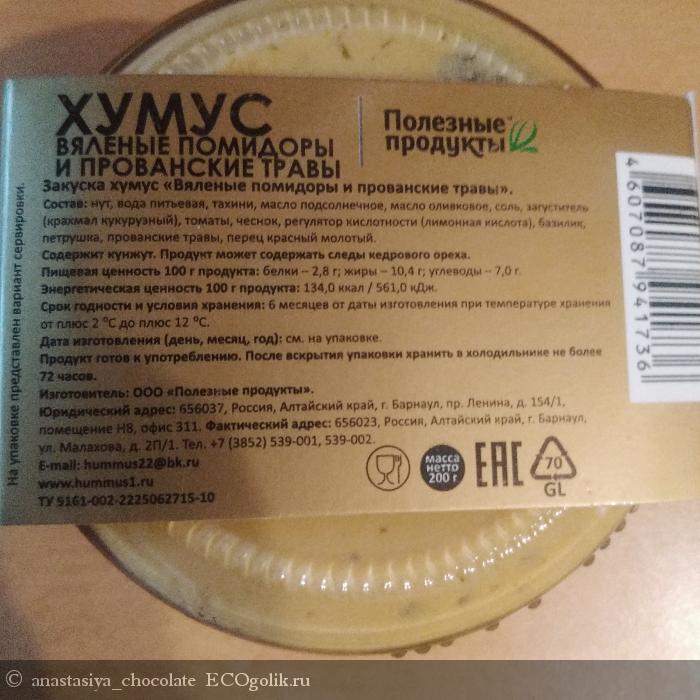 ХУМУС
ВЯЛЕНЫЕ ПОМИДОРЫ
И ПРОВАНСКИЕ ТРАВЫ
Полезные
продукты
Закуска хумус «Вяленые помидоры и прованские травы».
Состав: нут, вода питьевая, тахини, масло подсолнечное, масло оливковое, соль, загуститель
(крахмал кукурузный), томаты, чеснок, регулятор кислотности (лимонная кислота), базилик,
петрушка, прованские травы, перец красный молотый.
Содержит кунжут. Продукт может содержать следы кедрового ореха.
Пищевая ценность 100 г продукта: белки – 2,8 г; жиры – 10,4 г; углеводы – 7,0 г.
Энергетическая ценность 100 г продукта: 134,0 ккал / 561,0 кДж.
Срок годности и условия хранения: 6 месяцев от даты изготовления при температуре хранения
от плюс 2 °С до плюс 12 °С.
Дата изготовления (день, месяц, год): см. на упаковке.
Продукт готов к употреблению. После вскрытия упаковки хранить в холодильнике не более
72 часов.
Изготовитель: ООО «Полезные продукты».
Юридический адрес: 656037, Россия, Алтайский край, г. Барнаул, пр. Ленина, д. 154/1,
помещение Н8, офис 311. Фактический адрес: 656023, Россия, Алтайский край, г. Барнаул,
ул. Малахова, д. 2П/1. Тел. +7 (3852) 539-001, 539-002.
E-mail: hummus22@bk.ru
www.hummus1.ru
ТУ 9161-002-2225062715-10
масса
нетто
200 г
EAC
70
GL
4 607087 941736
На упаковке представлен вариант сервировки.
© anastasiya_chocolate ECOgolik.ru